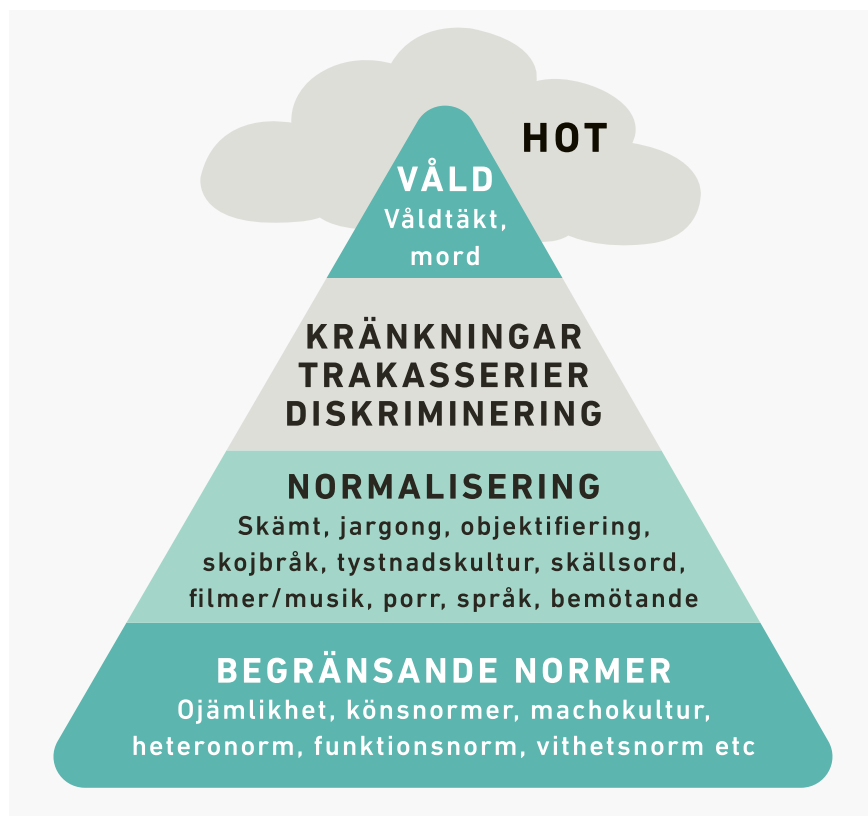 HOT
VÅLD
Våldtäkt,
mord
KRÄNKNINGAR
TRAKASSERIER
DISKRIMINERING
NORMALISERING
Skämt, jargong, objektifiering,
skojbråk, tystnadskultur, skällsord,
filmer/musik, porr, språk, bemötande
BEGRÄNSANDE NORMER
Ojämlikhet, könsnormer, machokultur,
heteronorm, funktionsnorm, vithetsnorm etc